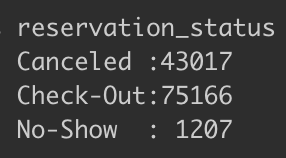 reservation_status
Canceled :43017
Check-Out:75166
No-Show  : 1207